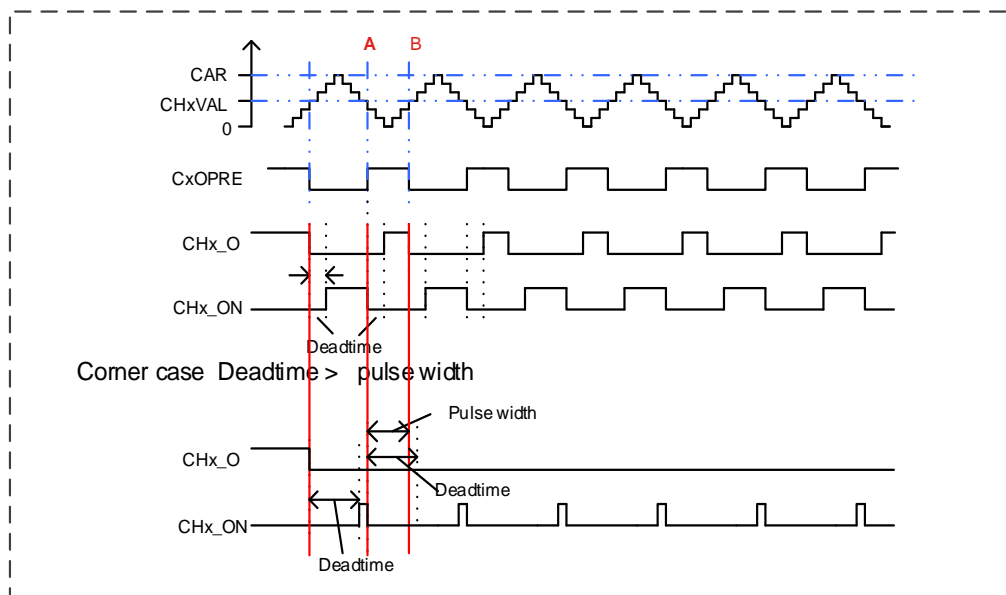 A B
CAR
CHxVAL
0
CxOPRE
CHx_O
CHx_ON
Deadtime
Corner case Deadtime > pulse width
Pulse width
CHx_O
Deadtime
CHx_ON
Deadtime